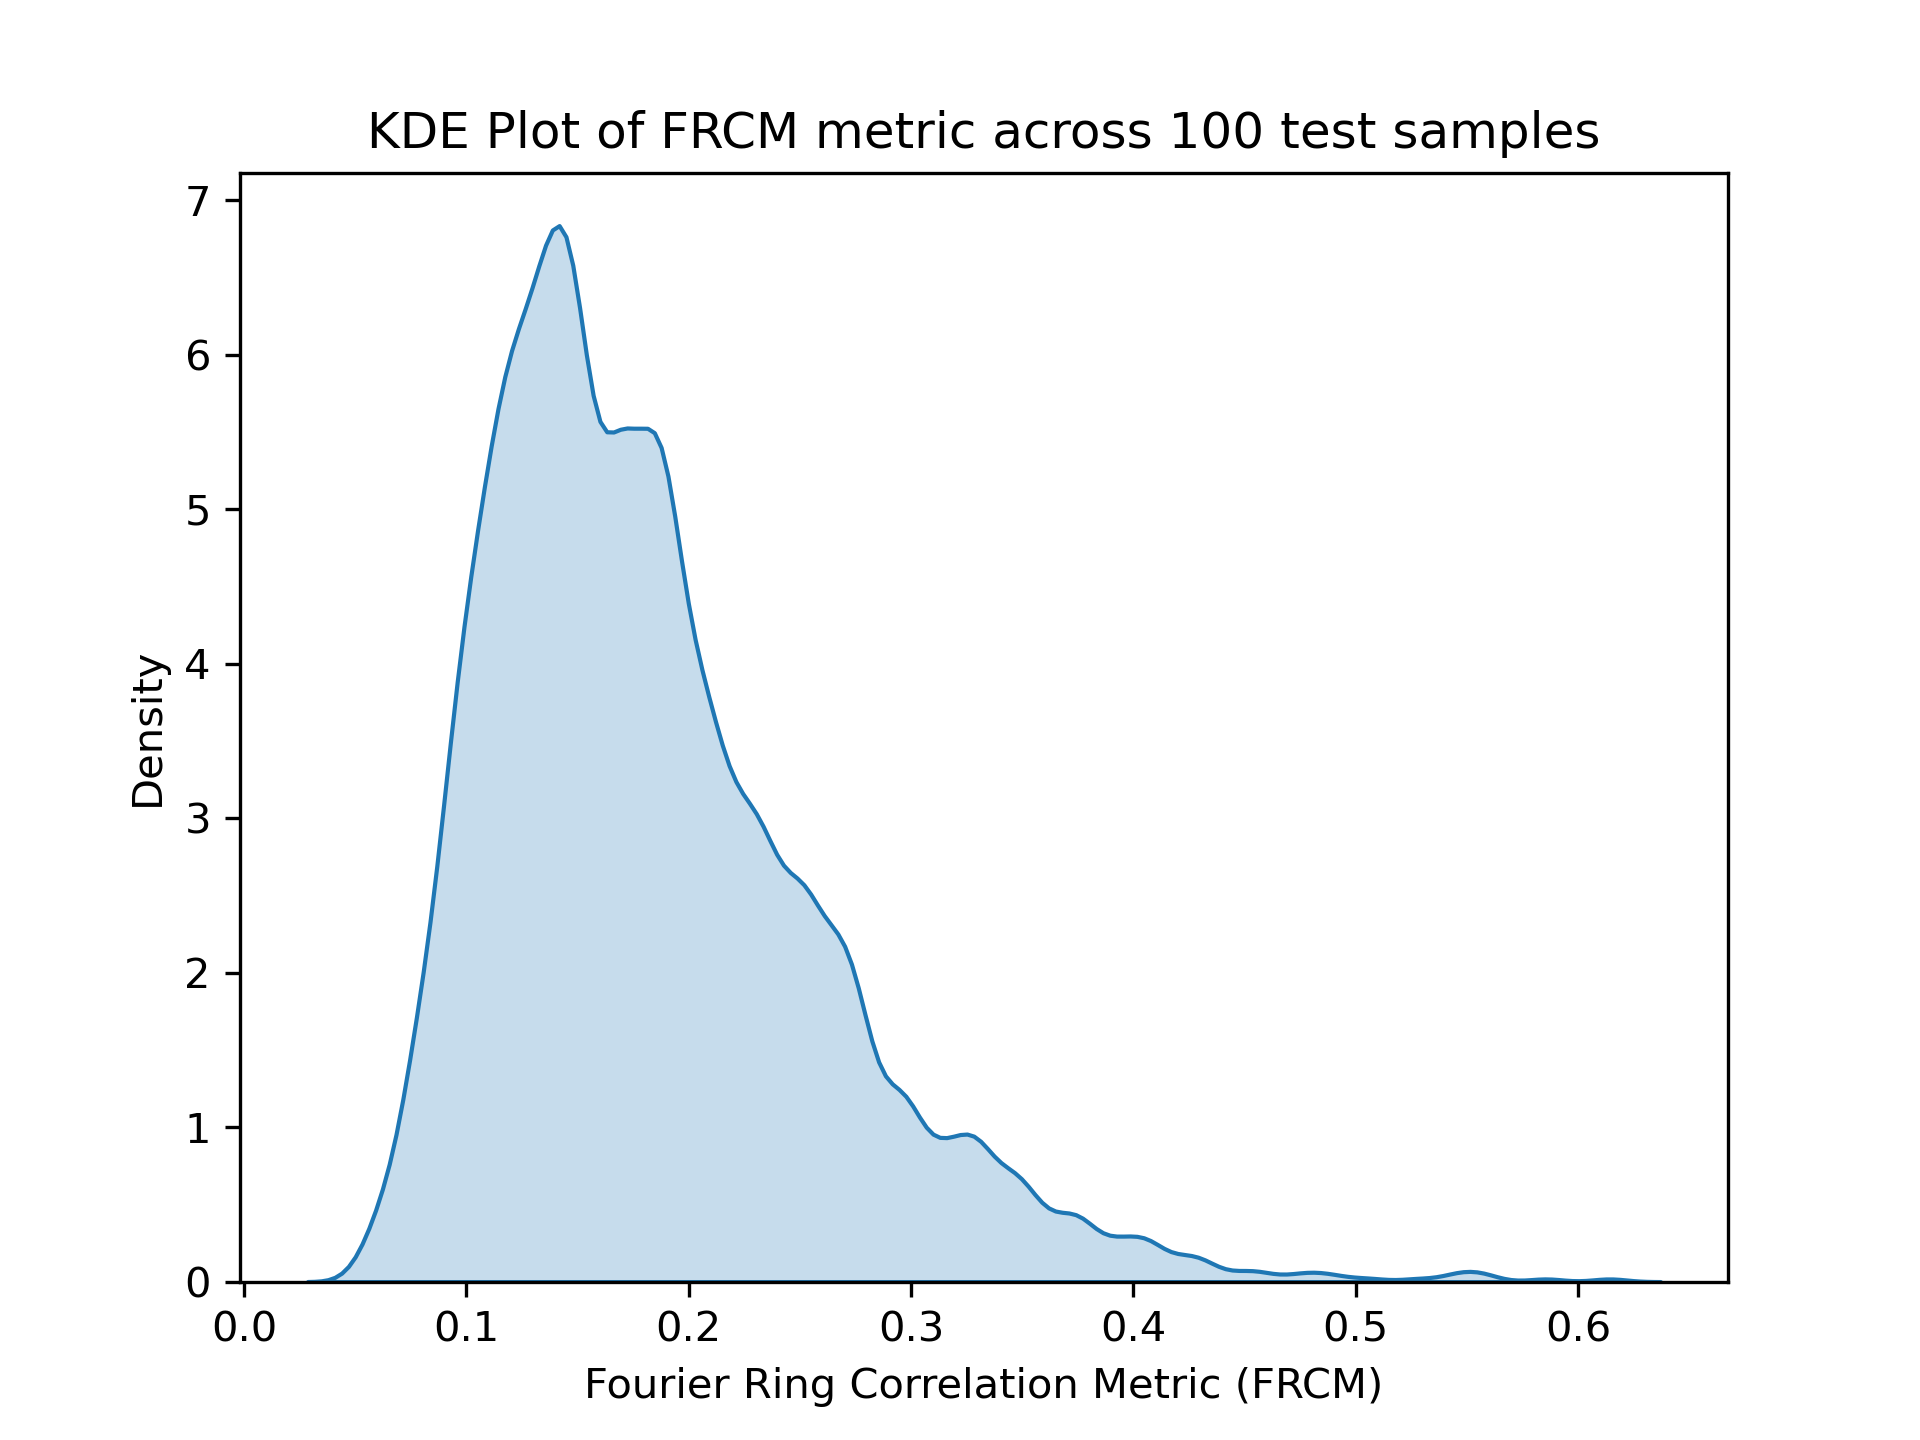 KDE Plot of FRCM metric across 100 test samples
7
6
5
4
3
2
1
0
Density
0.0 0.1 0.2 0.3 0.4 0.5 0.6
Fourier Ring Correlation Metric (FRCM)